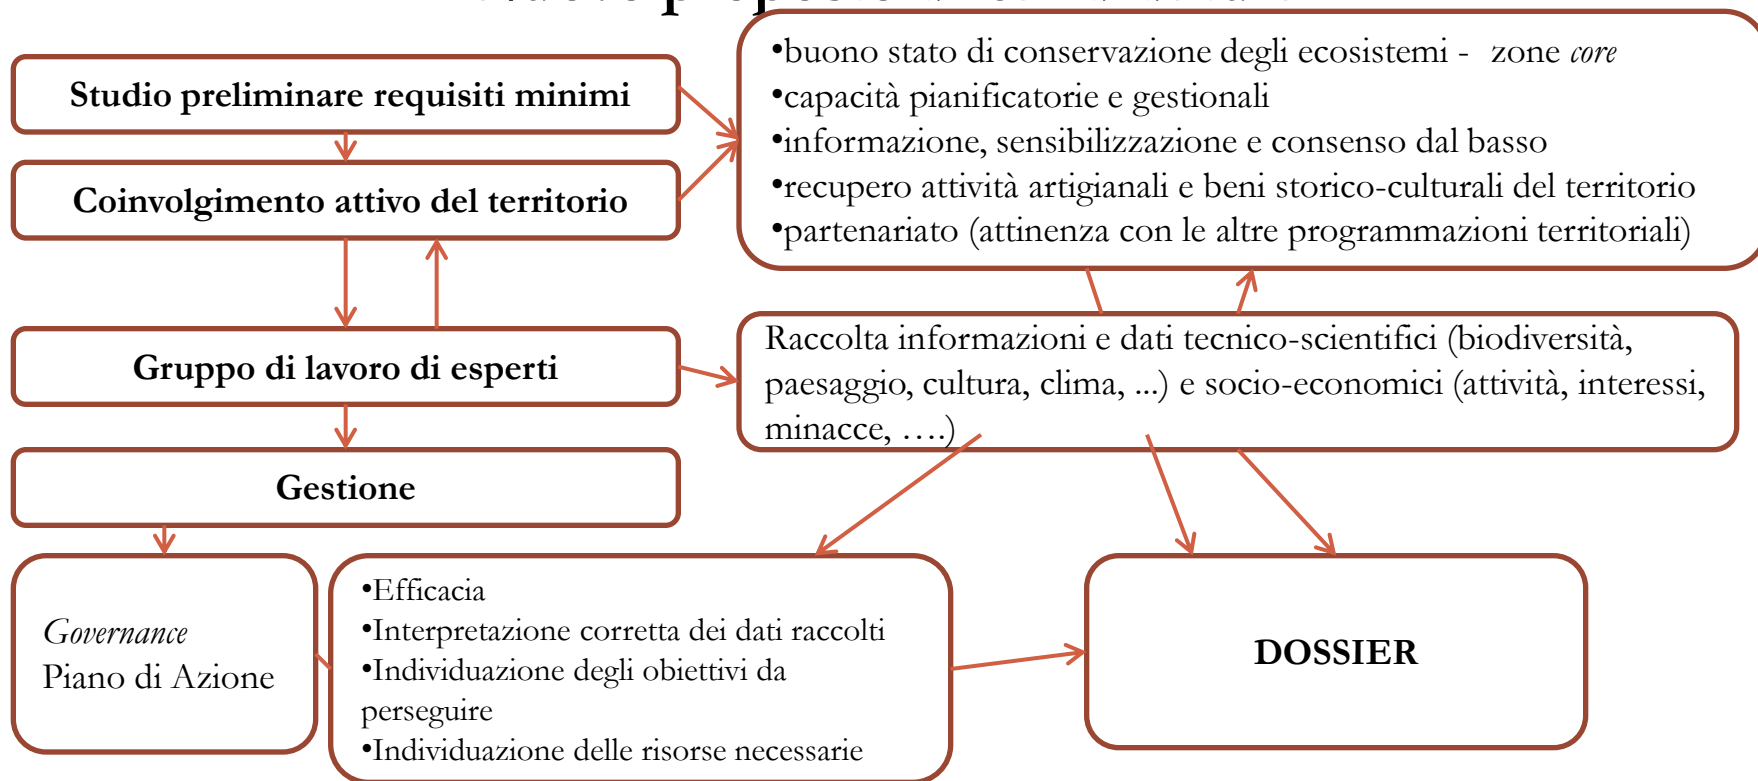 Studio preliminare requisiti minimi
Coinvolgimento attivo del territorio
•buono stato di conservazione degli ecosistemi - zone core
•capacità pianificatorie e gestionali
•informazione, sensibilizzazione e consenso dal basso
•recupero attività artigianali e beni storico-culturali del territorio
•partenariato (attinenza con le altre programmazioni territoriali)
Gruppo di lavoro di esperti
Raccolta informazioni e dati tecnico-scientifici (biodiversità,
paesaggio, cultura, clima, ...) e socio-economici (attività, interessi,
minacce, ….)
Gestione
Governance
Piano di Azione
•Efficacia
•Interpretazione corretta dei dati raccolti
•Individuazione degli obiettivi da
perseguire
•Individuazione delle risorse necessarie
DOSSIER